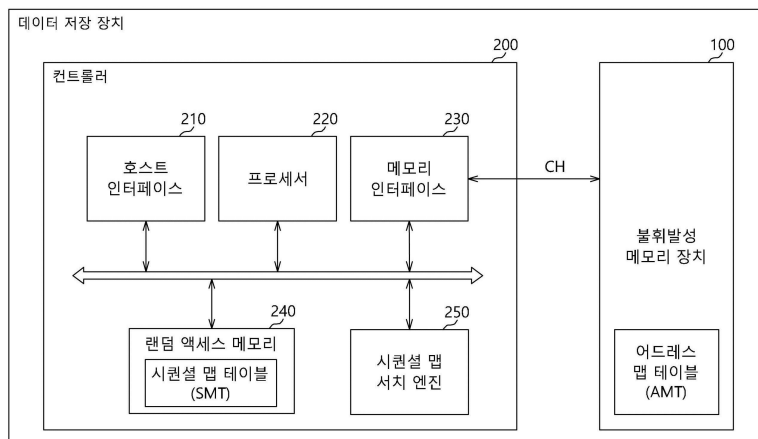 데이터 저장 장치
200
100
컨트롤러
210
220
230
호스트
인터페이스
프로세서
메모리
인터페이스
CH
불휘발성
메모리 장치
240
250
랜덤 액세스 메모리
시퀀셜 맵 테이블
(SMT)
시퀀셜 맵
서치 엔진
어드레스
맵 테이블
(AMT)